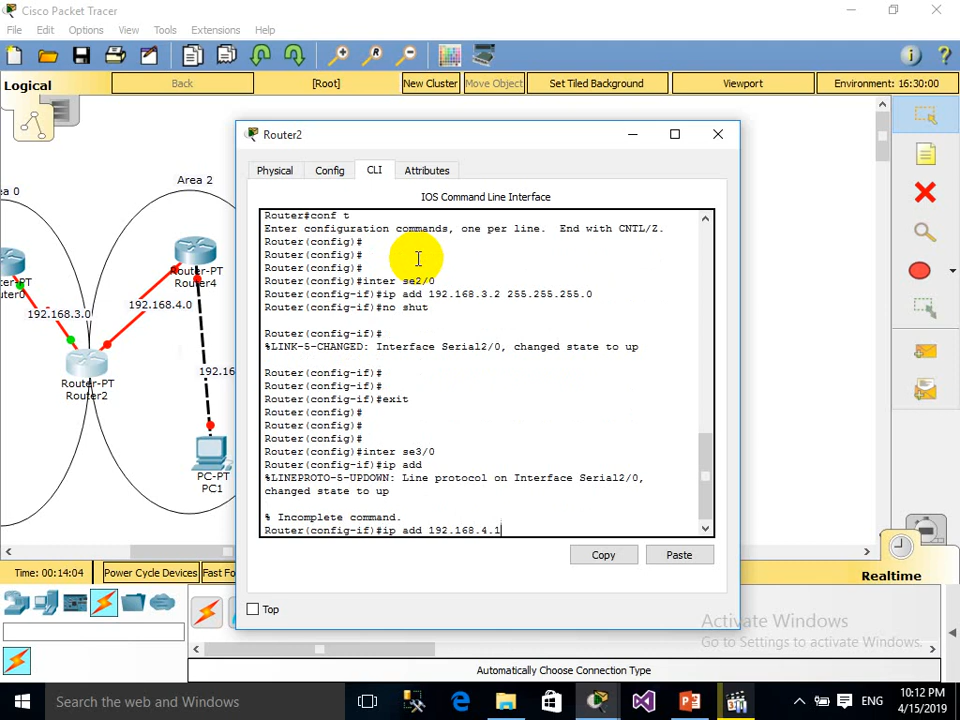 Cisco Packet Tracer
File Edit Options View Tools Extensions Help
Logical Back [Root] New Cluster Move Object Set Tiled Background Viewport Environment: 16:30:00
Area 2
Router-PT
Router4
192.168.3.0
192.168.4.0
Router-PT
Router2
PC-PT
PC1
Router2
Physical Config CLI Attributes
IOS Command Line Interface
Router#conf t
Enter configuration commands, one per line. End with CNTL/Z.
Router(config)#
Router(config)#
Router(config)#
Router(config)#inter se2/0
Router(config-if)#ip add 192.168.3.2 255.255.255.0
Router(config-if)#no shut
Router(config-if)#
%LINK-5-CHANGED: Interface Serial2/0, changed state to up
Router(config-if)#
Router(config-if)#
Router(config-if)#exit
Router(config)#
Router(config)#
Router(config)#
Router(config)#inter se3/0
Router(config-if)#ip add
%LINEPROTO-5-UPDOWN: Line protocol on Interface Serial2/0,
changed state to up
% Incomplete command.
Router(config-if)#ip add 192.168.4.1
Copy Paste
Top
Time: 00:14:04 Power Cycle Devices Fast Fo
Realtime
Automatically Choose Connection Type
Activate Windows
Go to Settings to activate Windows.
Search the web and Windows
ENG
10:12 PM
4/15/2019